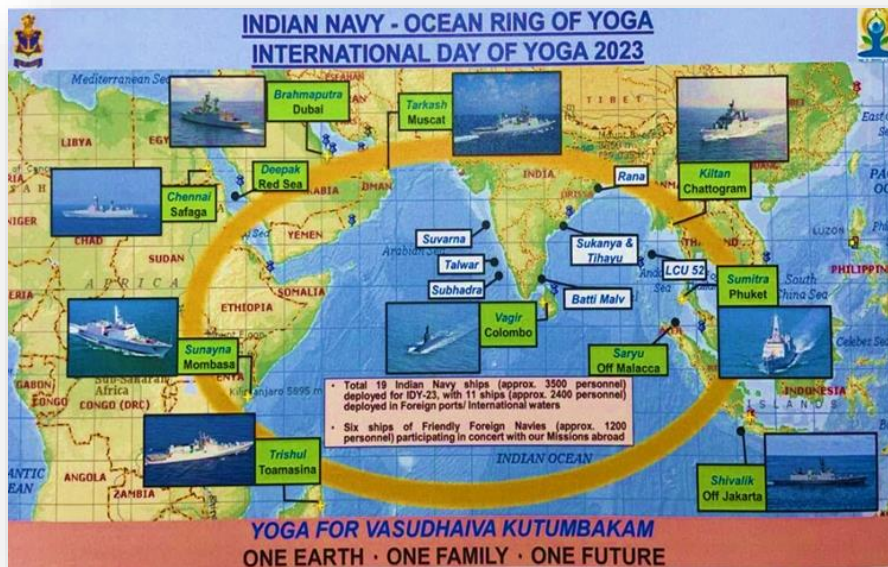 INDIAN NAVY - OCEAN RING OF YOGA
INTERNATIONAL DAY OF YOGA 2023
Mediterranean Sea
Brahmaputra
Dubai
Tarkash
Muscat
TIBET
LIBYA
Deepak
Red Sea
OMAN
INDIA
Rana
Kiltan
Chattogram
Chennai
Safaga
CHAD
SUDAN
YEMEN
Arabian Sea
Suvarna
Sukanya &
Tihayu
LUZON
PHILIPPIN
Talwar
LCU 52
Sumitra
Phuket
South
China Sea
AFRICA
SOMALIA
Subhadra
Batti Malv
ETHIOPIA
Vagir
Colombo
Celebes Sea
Sunayna
Mombasa
Saryu
Off Malacca
KENYA
Sub-Saharan
Africa
Kilimanjaro 5895 m
GABON
CONGO
CONGO (DRC)
INDONESIA
ISLANDS
• Total 19 Indian Navy ships (approx. 3500 personnel)
deployed for IDY-23, with 11 ships (approx. 2400 personnel)
deployed in Foreign ports/ International waters
• Six ships of Friendly Foreign Navies (approx. 1200
personnel) participating in concert with our Missions abroad
Trishul
Toamasina
INDIAN OCEAN
ANGOLA
ZAMBIA
Shivalik
Off Jakarta
YOGA FOR VASUDHAIVA KUTUMBAKAM
ONE EARTH · ONE FAMILY · ONE FUTURE